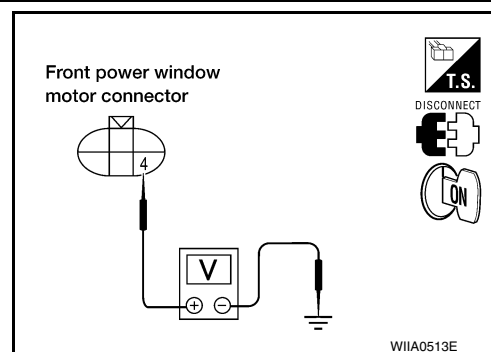 Front power window
motor connector
T.S.
DISCONNECT
4
ON
V
+ -
WIIA0513E